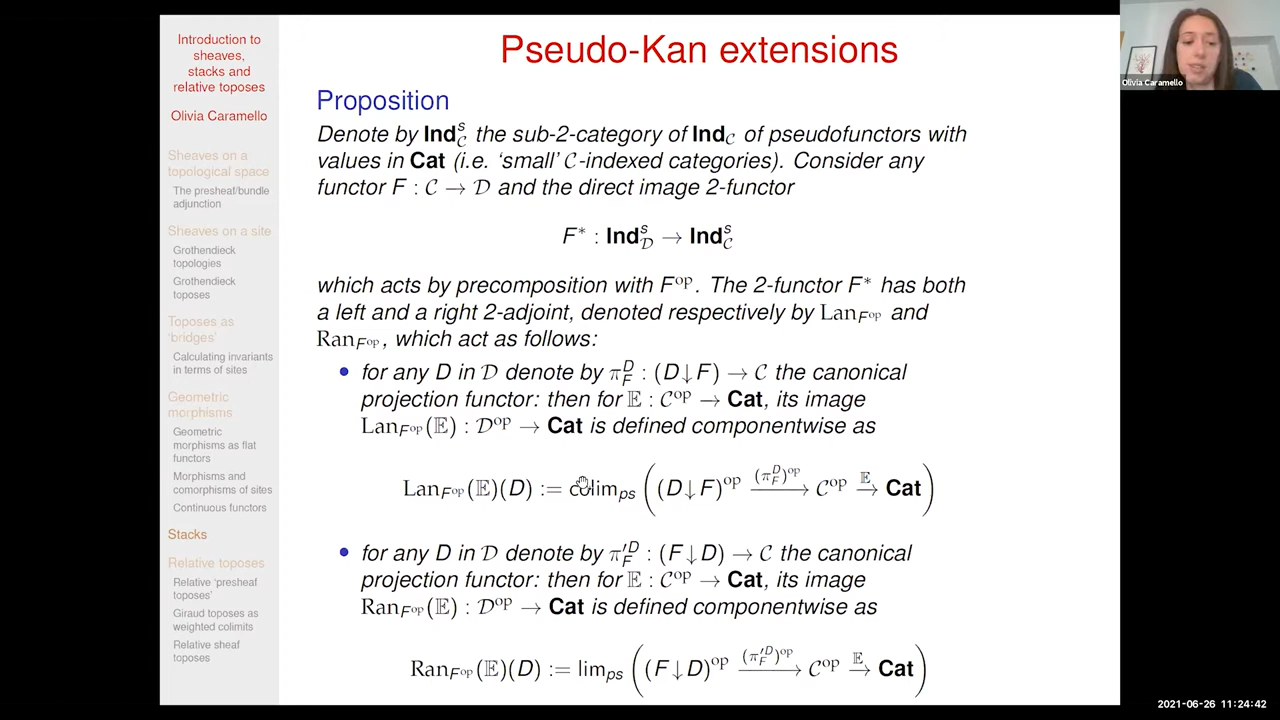 Introduction to
sheaves,
stacks and
relative toposes
Olivia Caramello
Sheaves on a
topological space
The presheaf/bundle
adjunction
Sheaves on a site
Grothendieck
topologies
Grothendieck
toposes
Toposes as
‘bridges’
Calculating invariants
in terms of sites
Geometric
morphisms
Geometric
morphisms as flat
functors
Morphisms and
comorphisms of sites
Continuous functors
Stacks
Relative toposes
Relative ‘presheaf
toposes’
Giraud toposes as
weighted colimits
Relative sheaf
toposes
Pseudo-Kan extensions
Proposition
Denote by Ind^s_𝒞 the sub-2-category of Ind_𝒞 of pseudofunctors with
values in Cat (i.e. ‘small’ 𝒞-indexed categories). Consider any
functor F : 𝒞 → 𝒟 and the direct image 2-functor
F* : Ind^s_𝒟 → Ind^s_𝒞
which acts by precomposition with F^op. The 2-functor F* has both
a left and a right 2-adjoint, denoted respectively by Lan_{F^op} and
Ran_{F^op}, which act as follows:
• for any D in 𝒟 denote by π^D_F : (D↓F) → 𝒞 the canonical
projection functor: then for 𝔼 : 𝒞^op → Cat, its image
Lan_{F^op}(𝔼) : 𝒟^op → Cat is defined componentwise as
Lan_{F^op}(𝔼)(D) := colim_ps ((D↓F)^op —(π^D_F)^op→ 𝒞^op —𝔼→ Cat)
• for any D in 𝒟 denote by π′^D_F : (F↓D) → 𝒞 the canonical
projection functor: then for 𝔼 : 𝒞^op → Cat, its image
Ran_{F^op}(𝔼) : 𝒟^op → Cat is defined componentwise as
Ran_{F^op}(𝔼)(D) := lim_ps ((F↓D)^op —(π′^D_F)^op→ 𝒞^op —𝔼→ Cat)
Olivia Caramello
2021-06-26 11:24:42